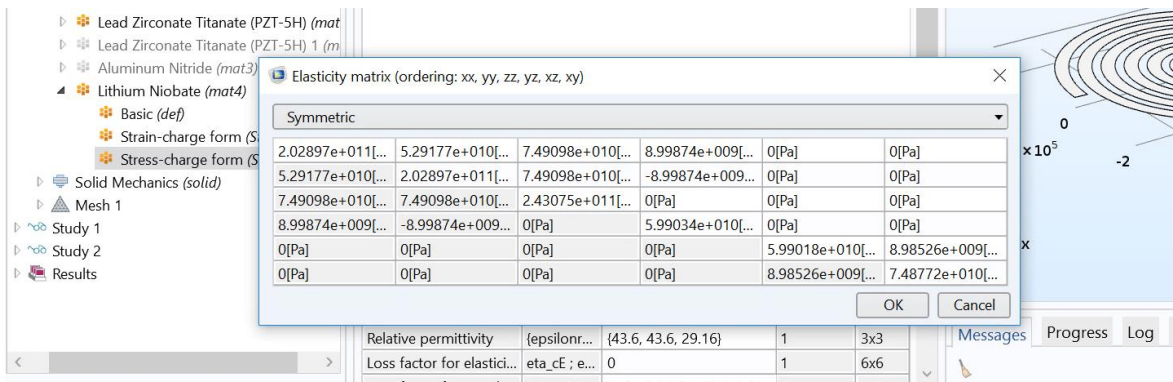 Lead Zirconate Titanate (PZT-5H) (mat
Lead Zirconate Titanate (PZT-5H) 1 (m
Aluminum Nitride (mat3)
Lithium Niobate (mat4)
Basic (def)
Strain-charge form (S
Stress-charge form (S
Solid Mechanics (solid)
Mesh 1
Study 1
Study 2
Results
Elasticity matrix (ordering: xx, yy, zz, yz, xz, xy)
Symmetric
2.02897e+011[... 5.29177e+010[... 7.49098e+010[... 8.99874e+009[... 0[Pa] 0[Pa]
5.29177e+010[... 2.02897e+011[... 7.49098e+010[... -8.99874e+009... 0[Pa] 0[Pa]
7.49098e+010[... 7.49098e+010[... 2.43075e+011[... 0[Pa] 0[Pa] 0[Pa]
8.99874e+009[... -8.99874e+009... 0[Pa] 5.99034e+010[... 0[Pa] 0[Pa]
0[Pa] 0[Pa] 0[Pa] 0[Pa] 5.99018e+010[... 8.98526e+009[...
0[Pa] 0[Pa] 0[Pa] 0[Pa] 8.98526e+009[... 7.48772e+010[...
OK Cancel
0
×10⁵
-2
x
Relative permittivity {epsilonr... {43.6, 43.6, 29.16} 1 3x3
Loss factor for elastici... eta_cE ; e... 0 1 6x6
Messages Progress Log